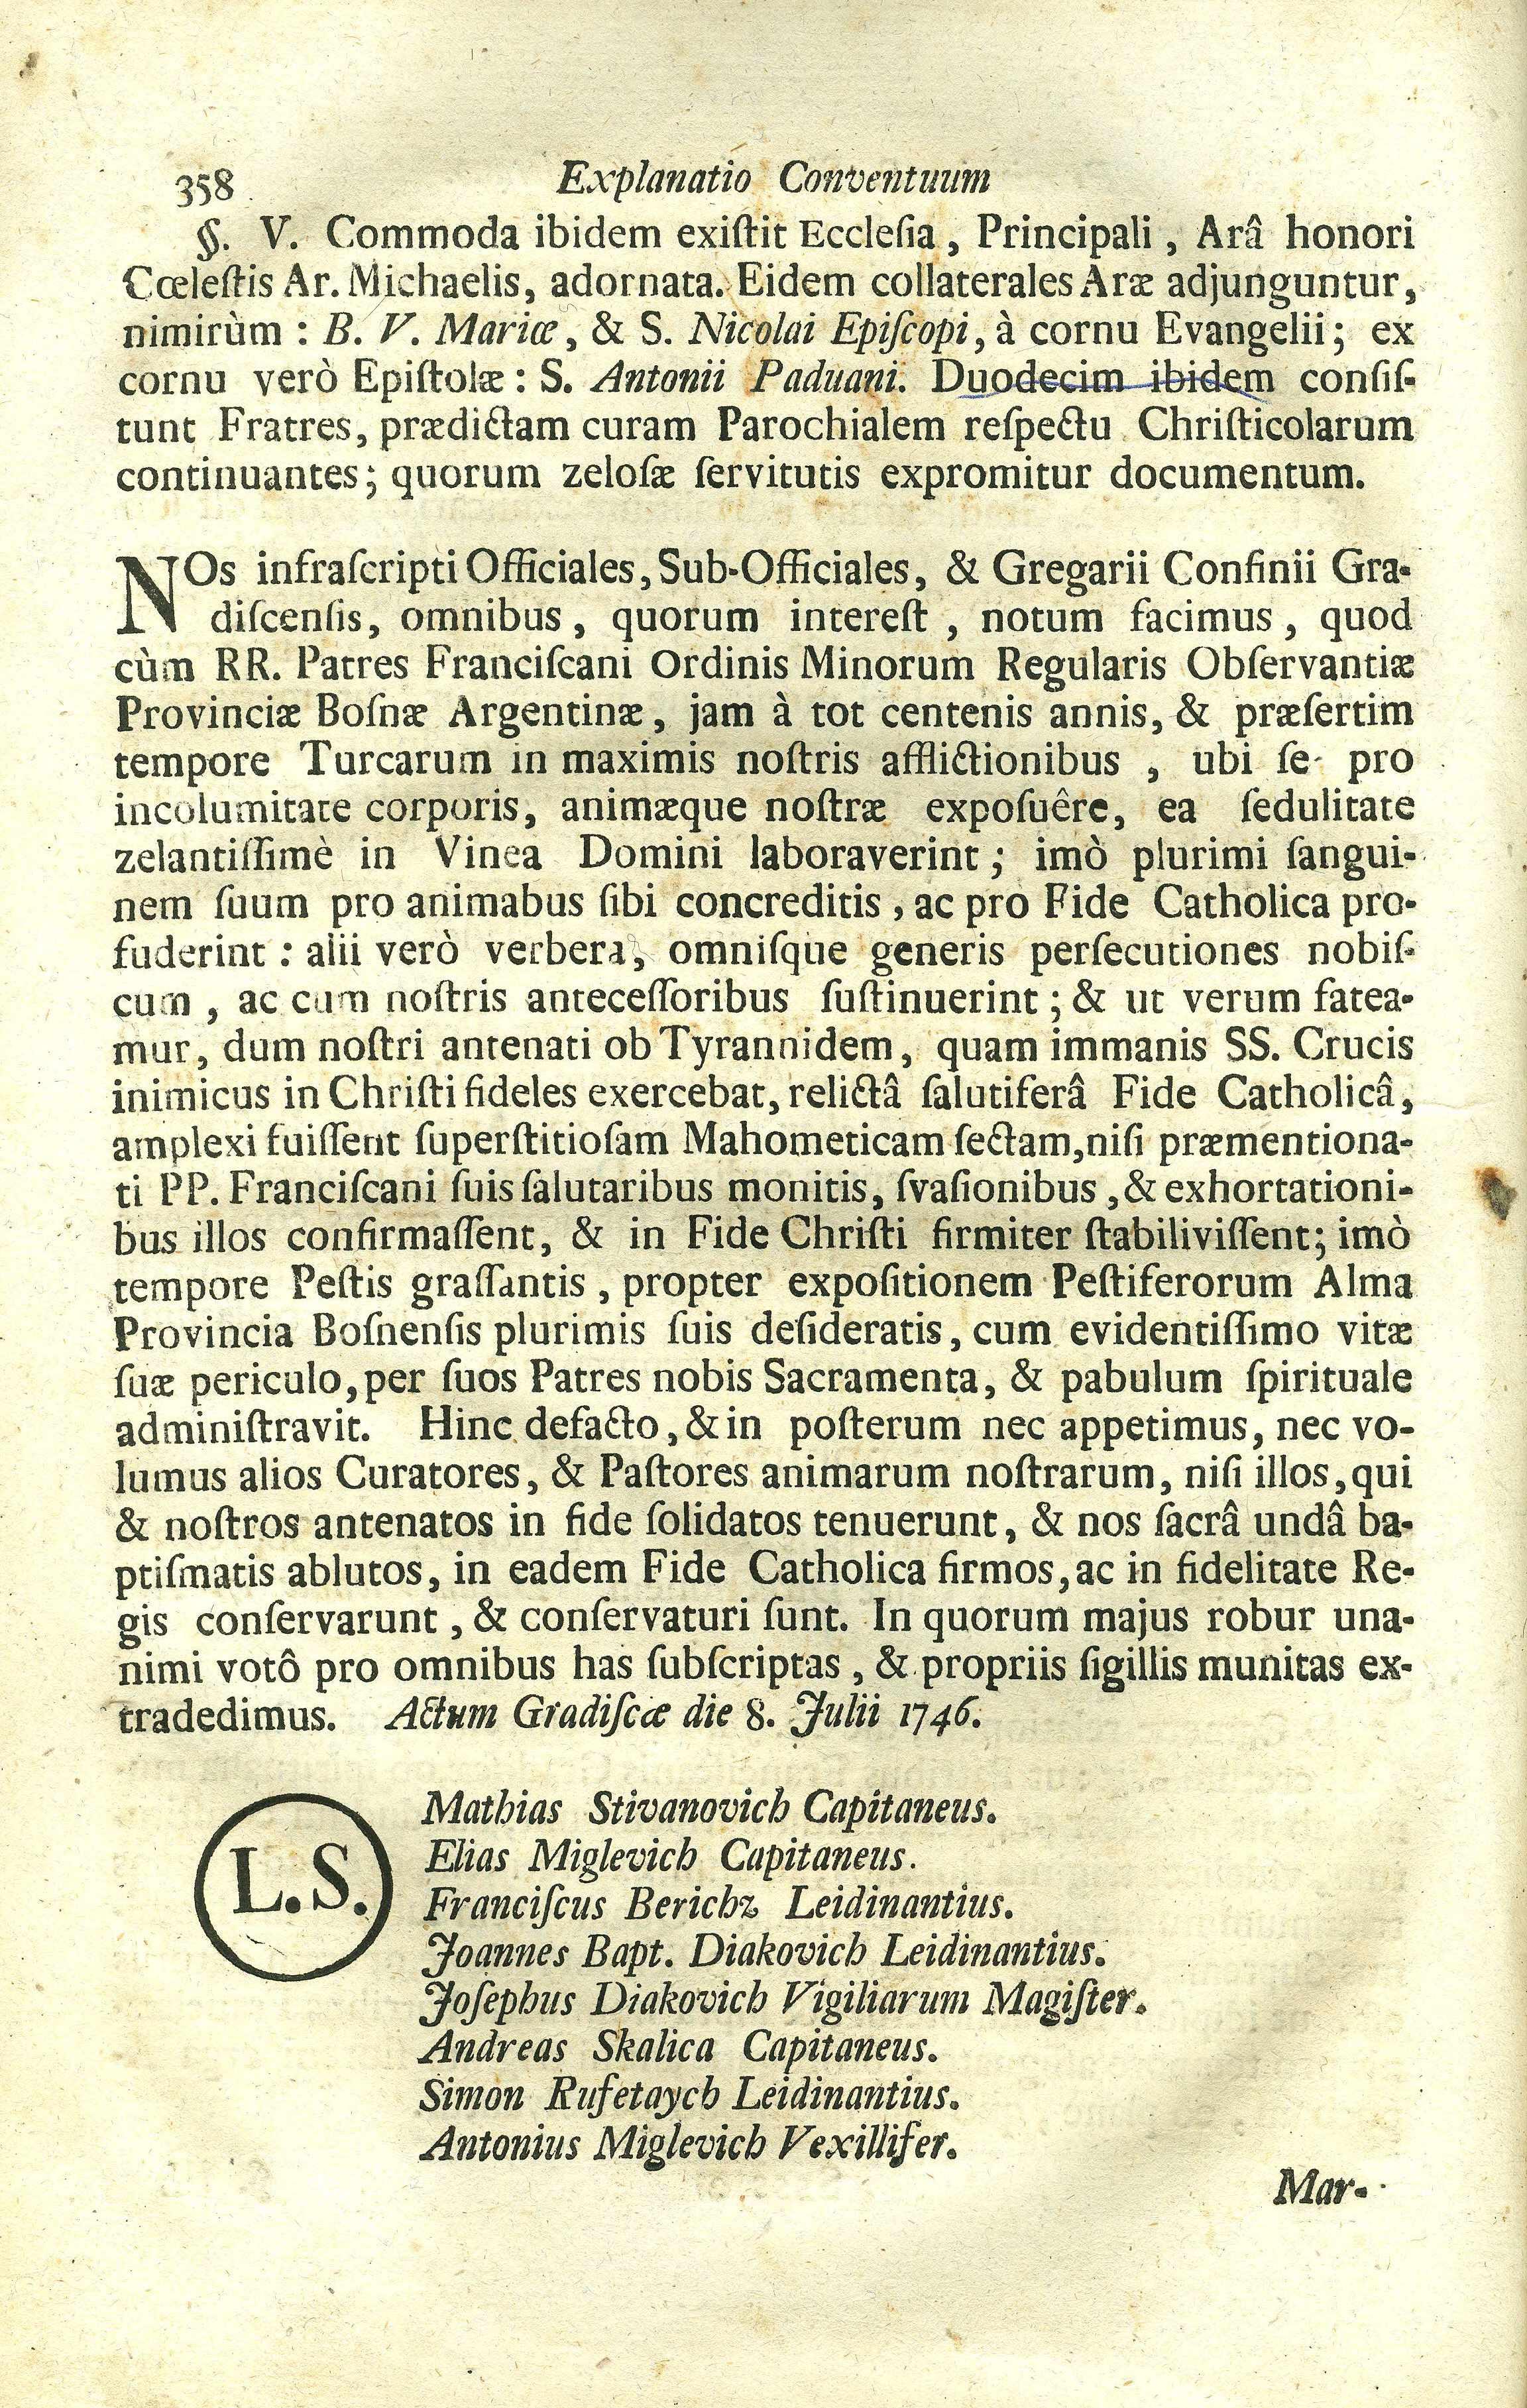 358 Explanatio Conventuum
§. V. Commoda ibidem exiſtit Eccleſia, Principali, Arâ honori
Cœleſtis Ar. Michaelis, adornata. Eidem collaterales Aræ adjunguntur,
nimirùm: B. V. Mariæ, & S. Nicolai Epiſcopi, à cornu Evangelii; ex
cornu verò Epiſtolæ: S. Antonii Paduani. Duodecim ibidem conſiſ-
tunt Fratres, prædictam curam Parochialem reſpectu Chriſticolarum
continuantes; quorum zeloſæ ſervitutis expromitur documentum.
NOs infraſcripti Officiales, Sub-Officiales, & Gregarii Confinii Gra-
diſcenſis, omnibus, quorum intereſt, notum facimus, quod
cùm RR. Patres Franciſcani Ordinis Minorum Regularis Obſervantiæ
Provinciæ Boſnæ Argentinæ, jam à tot centenis annis, & præſertim
tempore Turcarum in maximis noſtris afflictionibus, ubi ſe pro
incolumitate corporis, animæque noſtræ expoſuêre, ea ſedulitate
zelantiſſimè in Vinea Domini laboraverint; imò plurimi ſangui-
nem ſuum pro animabus ſibi concreditis, ac pro Fide Catholica pro-
fuderint: alii verò verbera, omniſque generis perſecutiones nobiſ-
cum, ac cum noſtris anteceſſoribus ſuſtinuerint; & ut verum fatea-
mur, dum noſtri antenati ob Tyrannidem, quam immanis SS. Crucis
inimicus in Chriſti fideles exercebat, relictâ ſalutiferâ Fide Catholicâ,
amplexi fuiſſent ſuperſtitioſam Mahometicam ſectam, niſi præmentiona-
ti PP. Franciſcani ſuis ſalutaribus monitis, ſvaſionibus, & exhortationi-
bus illos confirmaſſent, & in Fide Chriſti firmiter ſtabiliviſſent; imò
tempore Peſtis graſſantis, propter expoſitionem Peſtiferorum Alma
Provincia Boſnenſis plurimis ſuis deſideratis, cum evidentiſſimo vitæ
ſuæ periculo, per ſuos Patres nobis Sacramenta, & pabulum ſpirituale
adminiſtravit. Hinc defacto, & in poſterum nec appetimus, nec vo-
lumus alios Curatores, & Paſtores animarum noſtrarum, niſi illos, qui
& noſtros antenatos in fide ſolidatos tenuerunt, & nos ſacrâ undâ ba-
ptiſmatis ablutos, in eadem Fide Catholica firmos, ac in fidelitate Re-
gis conſervarunt, & conſervaturi ſunt. In quorum majus robur una-
nimi votô pro omnibus has ſubſcriptas, & propriis ſigillis munitas ex-
tradedimus. Actum Gradiſcæ die 8. Julii 1746.
L.S.
Mathias Stivanovich Capitaneus.
Elias Miglevich Capitaneus.
Franciſcus Berichz Leidinantius.
Joannes Bapt. Diakovich Leidinantius.
Joſephus Diakovich Vigiliarum Magiſter.
Andreas Skalica Capitaneus.
Simon Rufetaych Leidinantius.
Antonius Miglevich Vexillifer.
Mar-